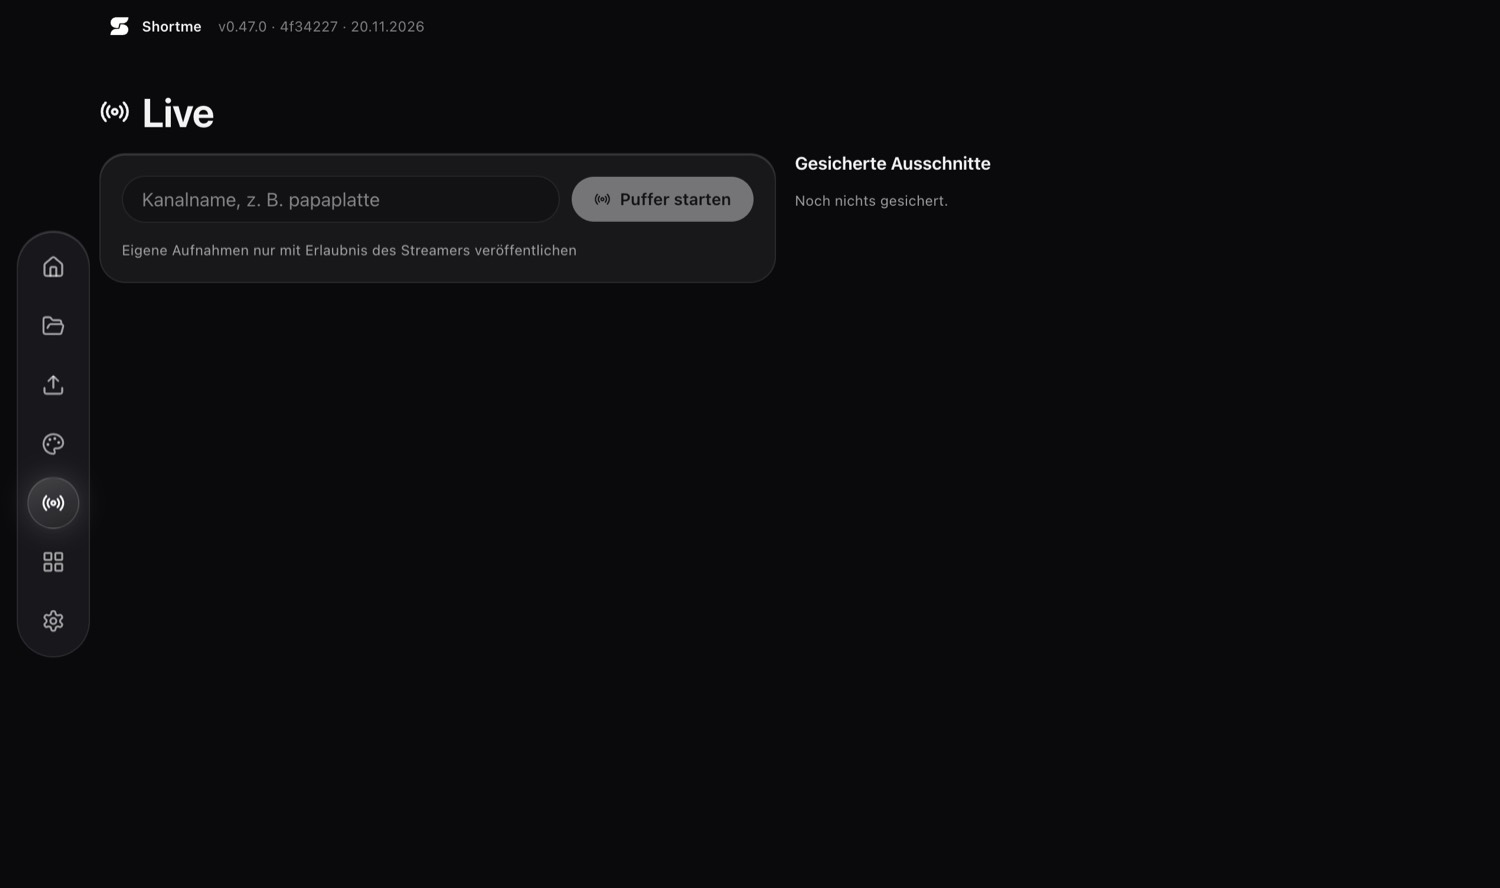 Shortme v0.47.0 · 4f34227 · 20.11.2026
Live
Kanalname, z. B. papaplatte
Puffer starten
Eigene Aufnahmen nur mit Erlaubnis des Streamers veröffentlichen
Gesicherte Ausschnitte
Noch nichts gesichert.